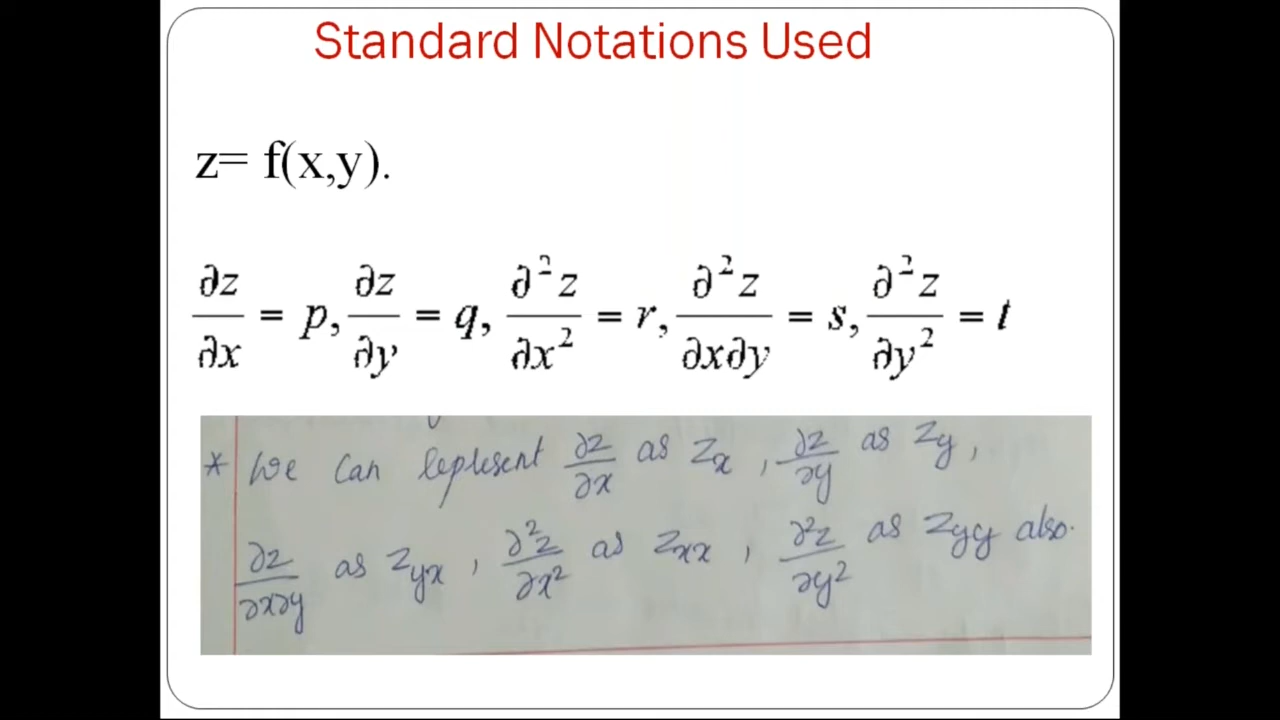 Standard Notations Used
z= f(x,y).
∂z/∂x = p, ∂z/∂y = q, ∂²z/∂x² = r, ∂²z/∂x∂y = s, ∂²z/∂y² = t
* We can represent ∂z/∂x as Zx , ∂z/∂y as Zy ,
∂z/∂x∂y as Zyx , ∂²z/∂x² as Zxx , ∂²z/∂y² as Zyy also.